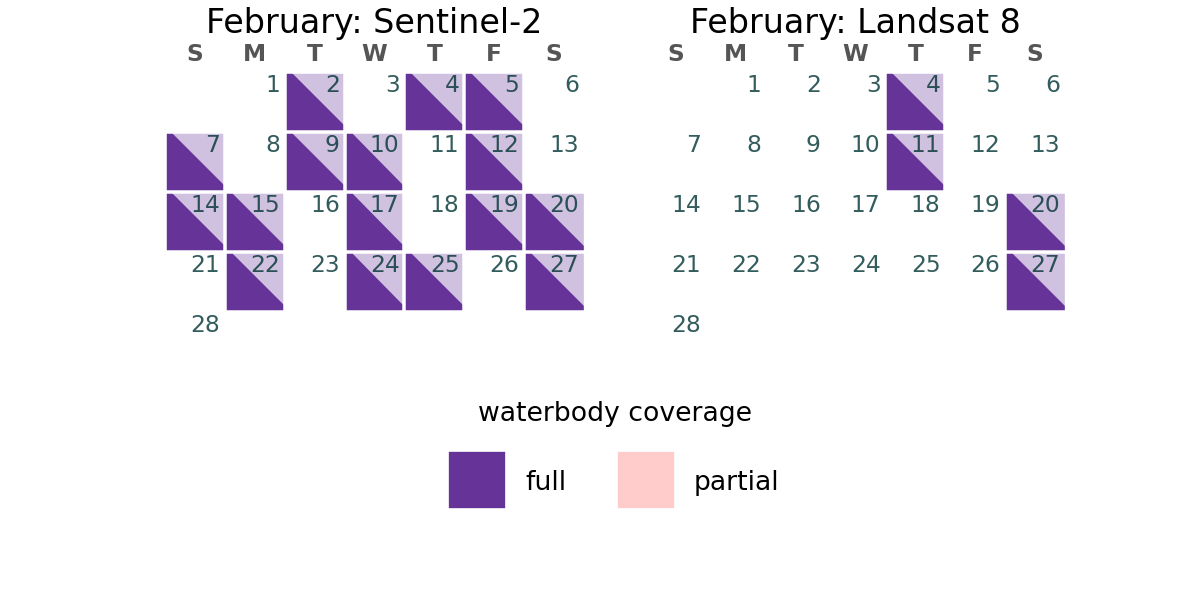 February: Sentinel-2
S M T W T F S
1 2 3 4 5 6
7 8 9 10 11 12 13
14 15 16 17 18 19 20
21 22 23 24 25 26 27
28
February: Landsat 8
S M T W T F S
1 2 3 4 5 6
7 8 9 10 11 12 13
14 15 16 17 18 19 20
21 22 23 24 25 26 27
28
waterbody coverage
full partial